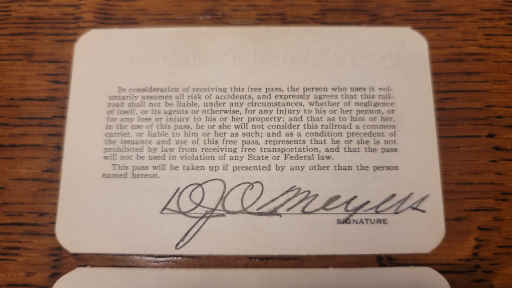 In consideration of receiving this free pass, the person who uses it vol-
untarily assumes all risk of accidents, and expressly agrees that this rail-
road shall not be liable, under any circumstances, whether of negligence
of itself, or its agents or otherwise, for any injury to his or her person, or
for any loss or injury to his or her property; and that as to him or her,
in the use of this pass, he or she will not consider this railroad a common
carrier, or liable to him or her as such; and as a condition precedent of
the issuance and use of this free pass, represents that he or she is not
prohibited by law from receiving free transportation, and that the pass
will not be used in violation of any State or Federal law.
This pass will be taken up if presented by any other than the person
named hereon.
DJO Meyers
SIGNATURE